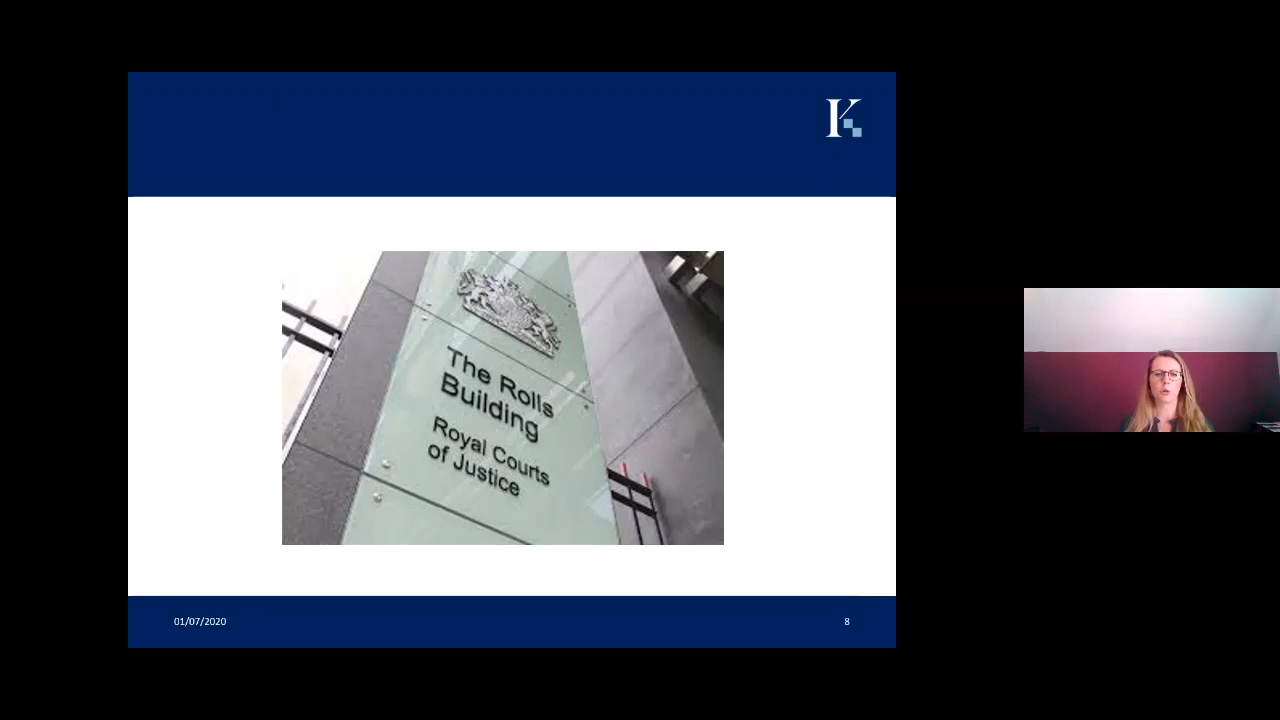 K
The Rolls
Building
Royal Courts
of Justice
01/07/2020
8